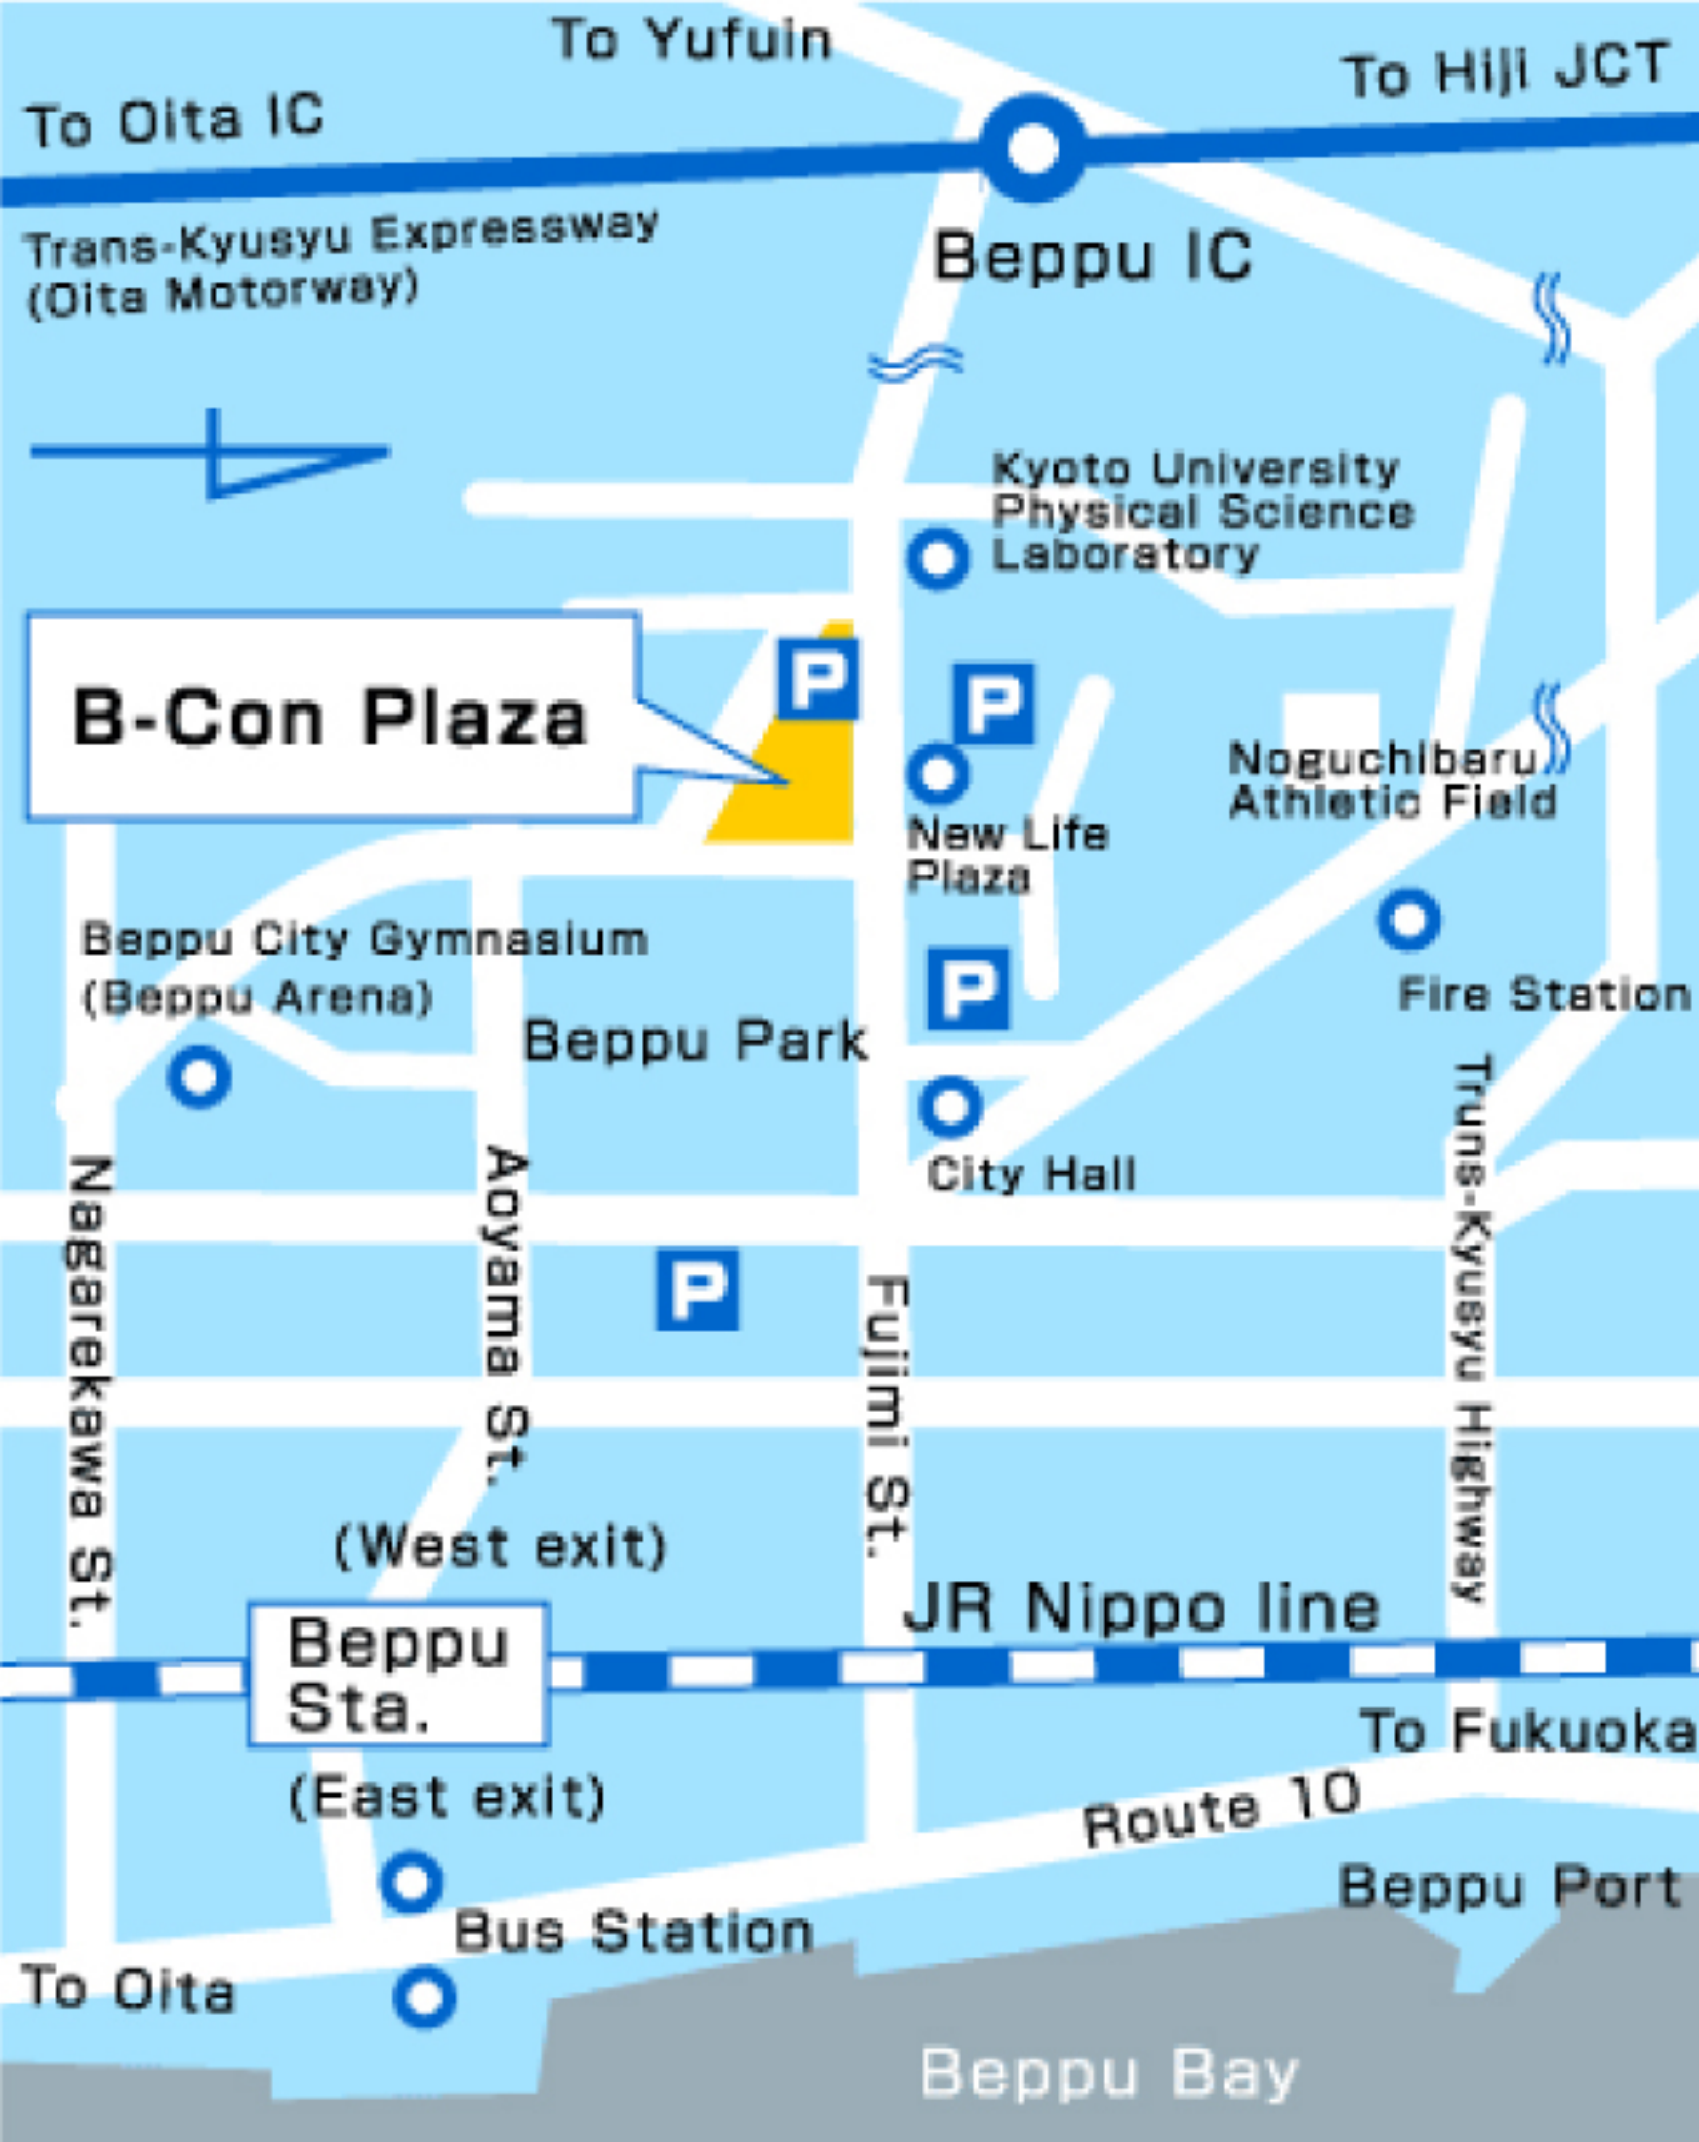 To Yufuin
To Hiji JCT
To Oita IC
Trans-Kyusyu Expressway
(Oita Motorway)
Beppu IC
Kyoto University
Physical Science
Laboratory
P
B-Con Plaza
P
Noguchibaru
Athletic Field
New Life
Plaza
Beppu City Gymnasium
(Beppu Arena)
P
Fire Station
Beppu Park
City Hall
Nagarekawa St.
Aoyama St.
P
Fujimi St.
Truns-Kyusyu Highway
(West exit)
JR Nippo line
Beppu
Sta.
To Fukuoka
(East exit)
Route 10
Beppu Port
Bus Station
To Oita
Beppu Bay